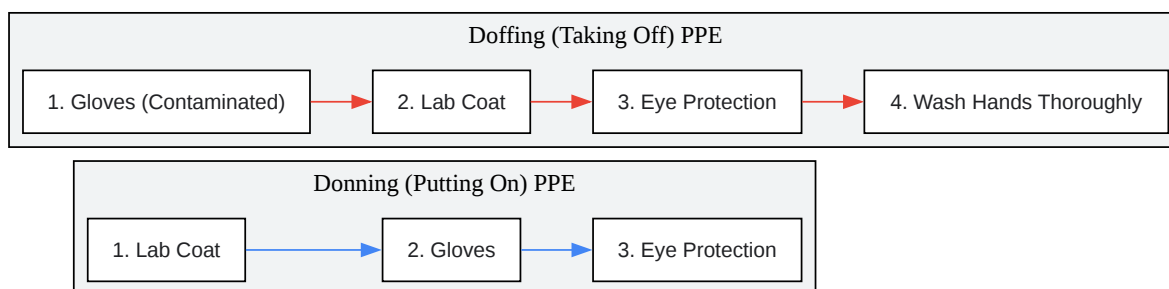 Doffing (Taking Off) PPE
1. Gloves (Contaminated)
2. Lab Coat
3. Eye Protection
4. Wash Hands Thoroughly
Donning (Putting On) PPE
1. Lab Coat
2. Gloves
3. Eye Protection